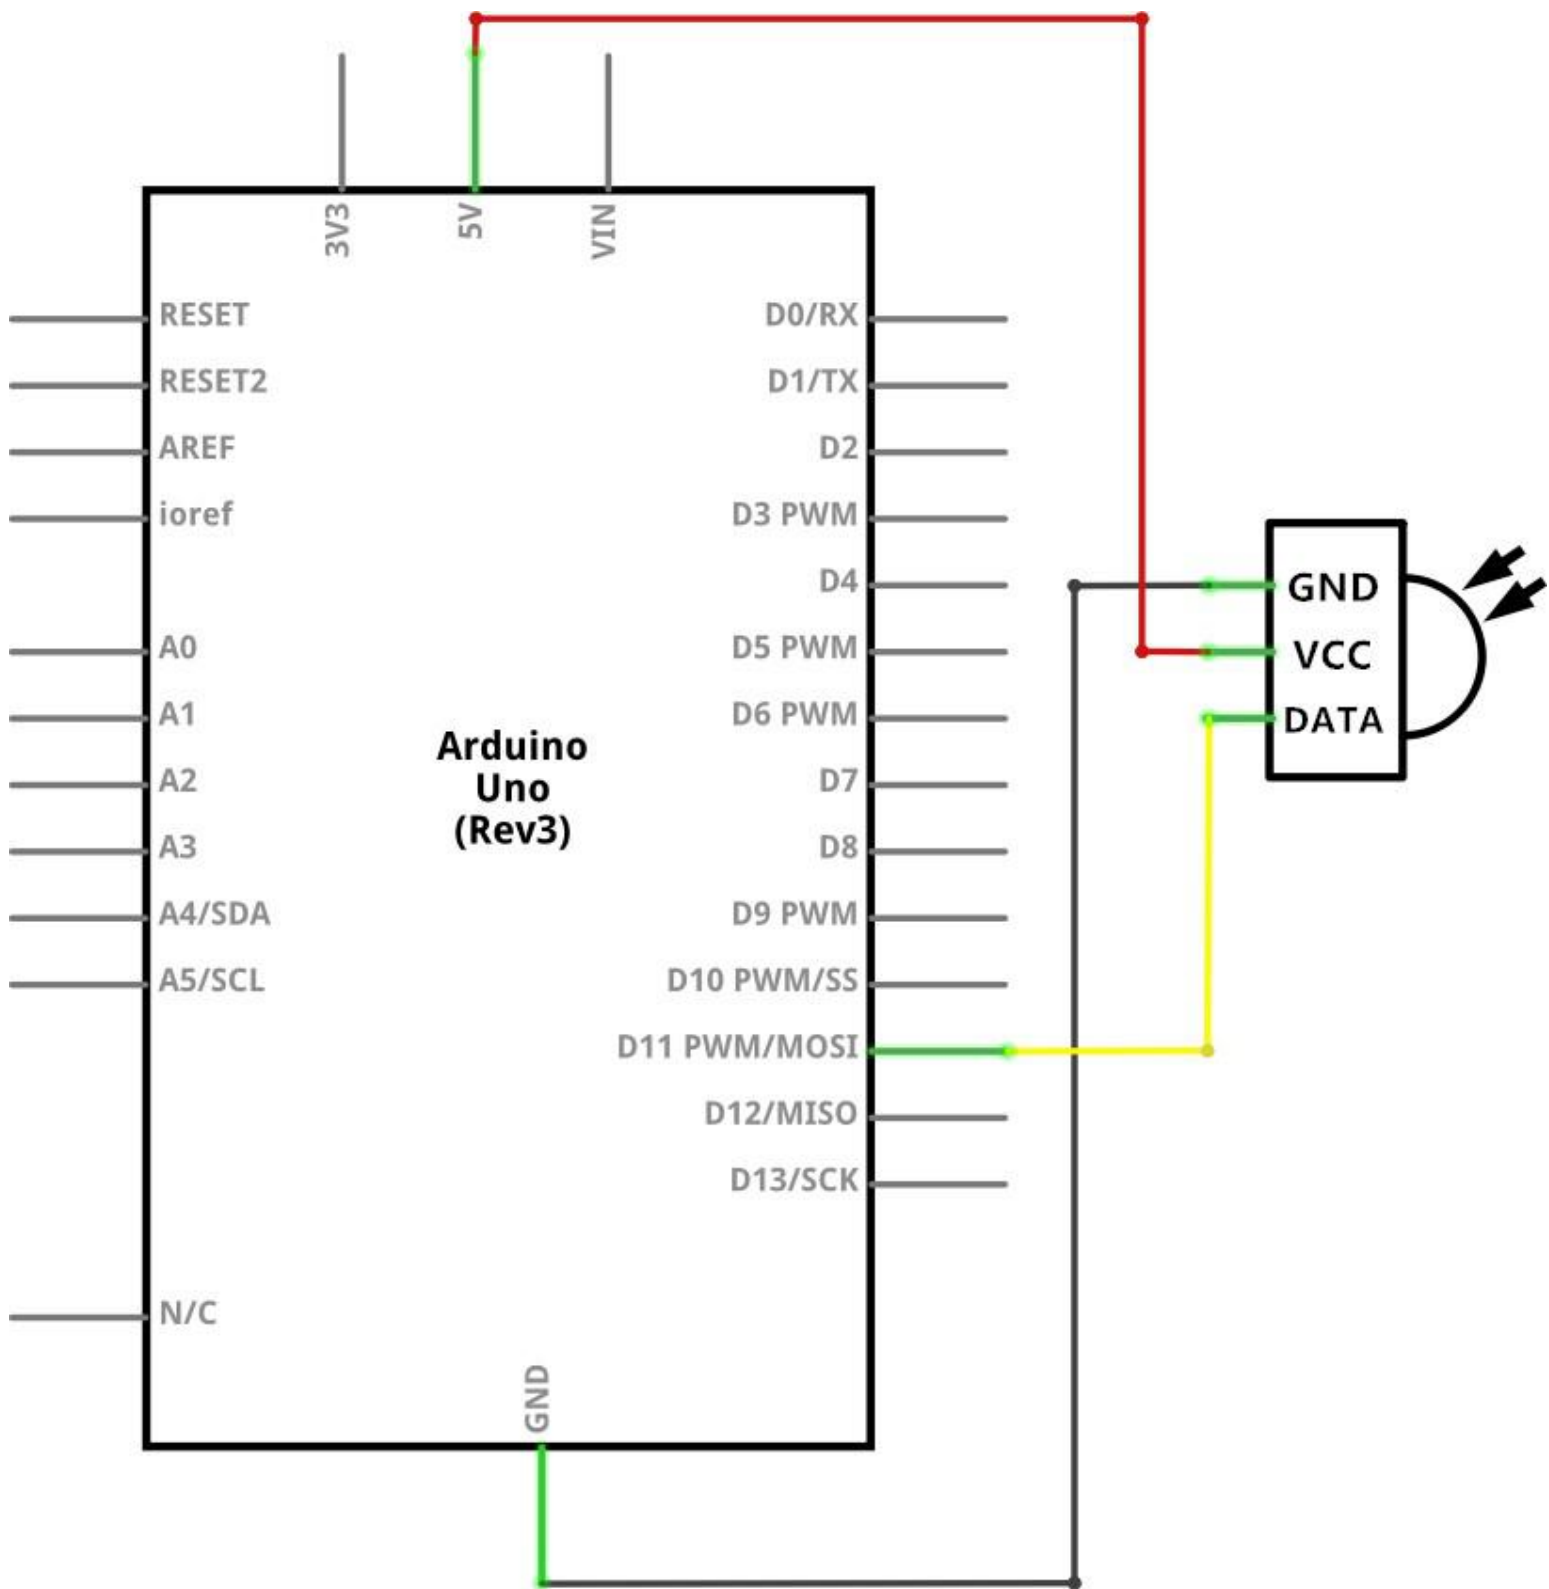 3V3
5V
VIN
RESET
RESET2
AREF
ioref
A0
A1
A2
A3
A4/SDA
A5/SCL
N/C
Arduino
Uno
(Rev3)
D0/RX
D1/TX
D2
D3 PWM
D4
D5 PWM
D6 PWM
D7
D8
D9 PWM
D10 PWM/SS
D11 PWM/MOSI
D12/MISO
D13/SCK
GND
GND
VCC
DATA